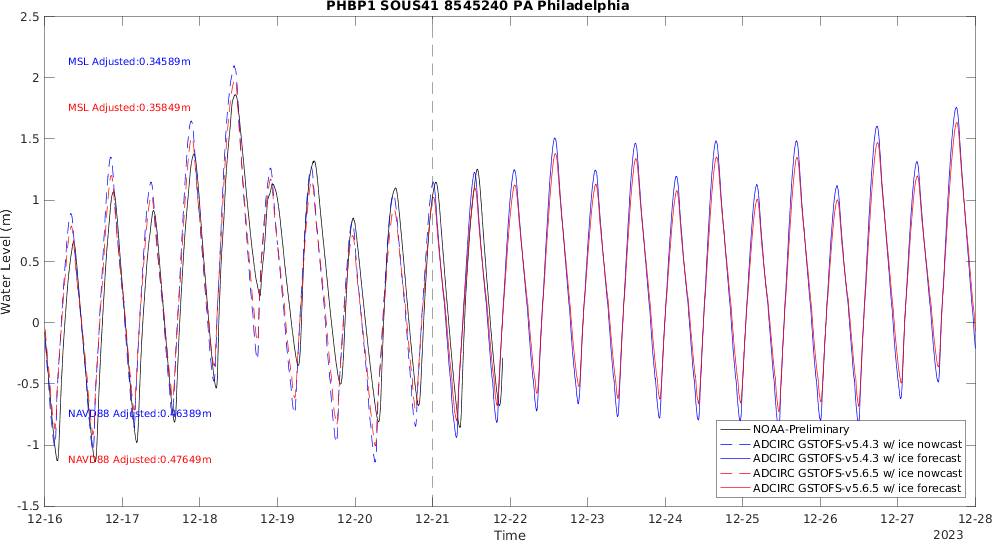 PHBP1 SOUS41 8545240 PA Philadelphia
2.5
2
1.5
1
0.5
0
-0.5
-1
-1.5
Water Level (m)
MSL Adjusted:0.34589m
MSL Adjusted:0.35849m
NAVD88 Adjusted:0.46389m
NAVD88 Adjusted:0.47649m
NOAA-Preliminary
ADCIRC GSTOFS-v5.4.3 w/ ice nowcast
ADCIRC GSTOFS-v5.4.3 w/ ice forecast
ADCIRC GSTOFS-v5.6.5 w/ ice nowcast
ADCIRC GSTOFS-v5.6.5 w/ ice forecast
12-16 12-17 12-18 12-19 12-20 12-21 12-22 12-23 12-24 12-25 12-26 12-27 12-28
Time
2023